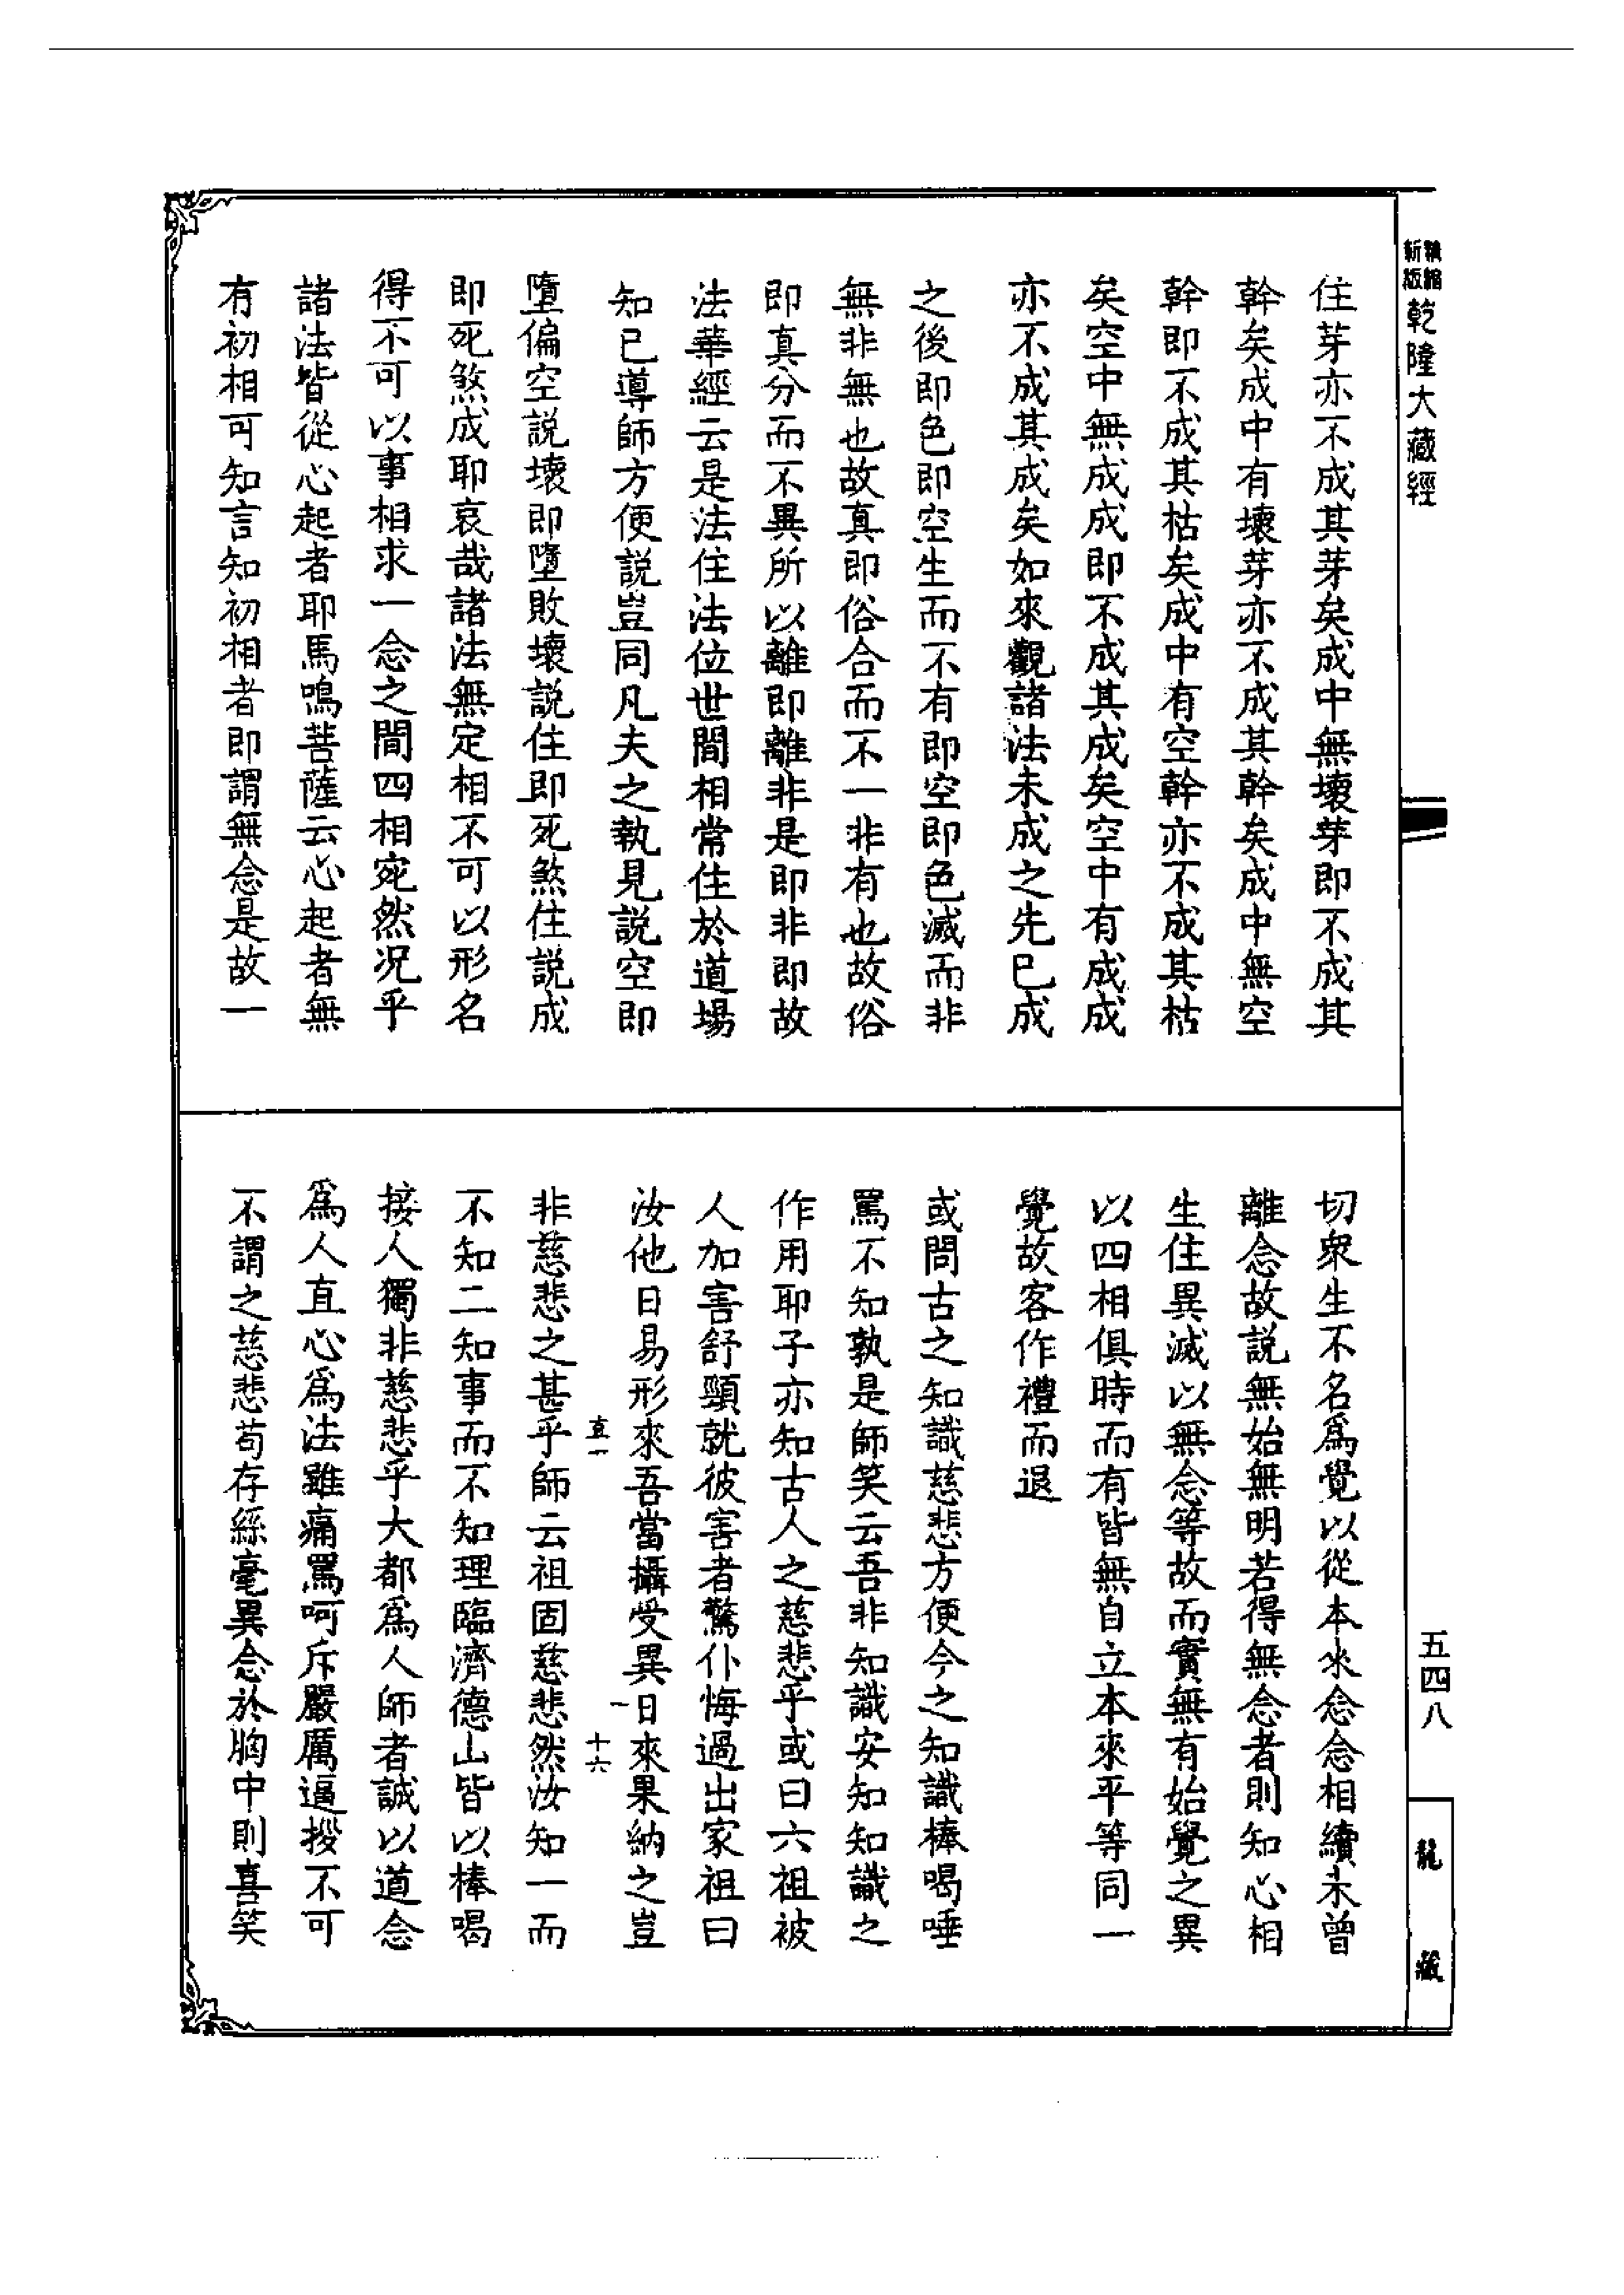 精縮新版乾隆大藏經
住芽亦不成其芽矣成中無壞芽即不成其
幹矣成中有壞芽亦不成其幹矣成中無空
幹即不成其枯矣成中有空幹亦不成其枯
矣空中無成成即不成其成矣空中有成成
亦不成其成矣如來觀諸法未成之先已成
之後即色即空生而不有即空即色滅而非
無非無也故真即俗合而不一非有也故俗
即真分而不異所以離即離非是即非即故
法華經云是法住法位世間相常住於道場
知已導師方便說豈同凡夫之執見說空即
墮偏空說壞即墮敗壞說住即死煞住說成
即死煞成耶哀哉諸法無定相不可以形名
得不可以事相求一念之間四相宛然况乎
諸法皆從心起者耶馬鳴菩薩云心起者無
有初相可知言知初相者即謂無念是故一
切衆生不名爲覺以從本來念念相續未曾
離念故說無始無明若得無念者則知心相
生住異滅以無念等故而實無有始覺之異
以四相俱時而有皆無自立本來平等同一
覺故客作禮而退
或問古之知識慈悲方便今之知識棒喝唾
罵不知孰是師笑云吾非知識安知知識之
作用耶子亦知古人之慈悲乎或曰六祖被
人加害舒頸就彼害者驚仆悔過出家祖曰
汝他日易形來吾當攝受異日來果納之豈
直一
十六
非慈悲之甚乎師云祖固慈悲然汝知一而
不知二知事而不知理臨濟德山皆以棒喝
接人獨非慈悲乎大都爲人師者誠以道念
爲人直心爲法雖痛罵呵斥嚴厲逼拶不可
不謂之慈悲苟存絲毫異念於胸中則喜笑
五四八
龍藏